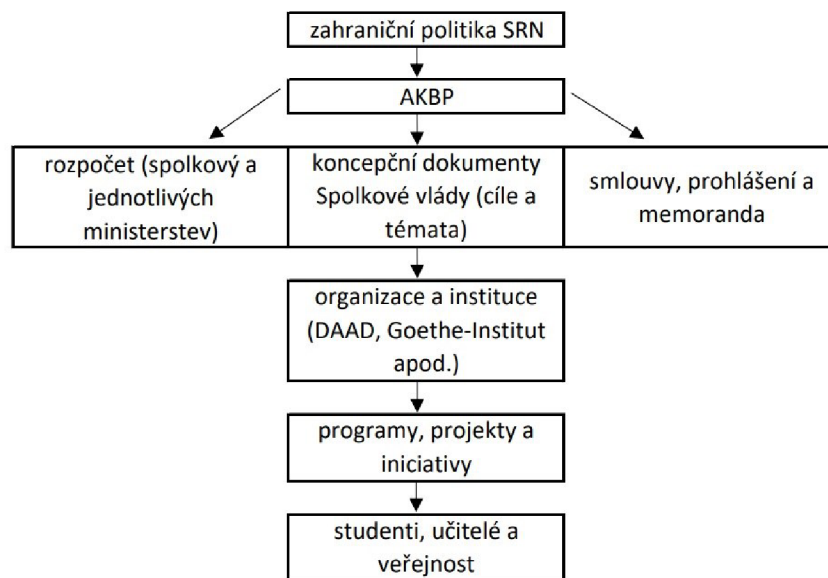 zahraniční politika SRN
AKBP
rozpočet (spolkový a
jednotlivých
ministerstev)
koncepční dokumenty
Spolkové vlády (cíle a
témata)
smlouvy, prohlášení a
memoranda
organizace a instituce
(DAAD, Goethe-Institut
apod.)
programy, projekty a
iniciativy
studenti, učitelé a
veřejnost